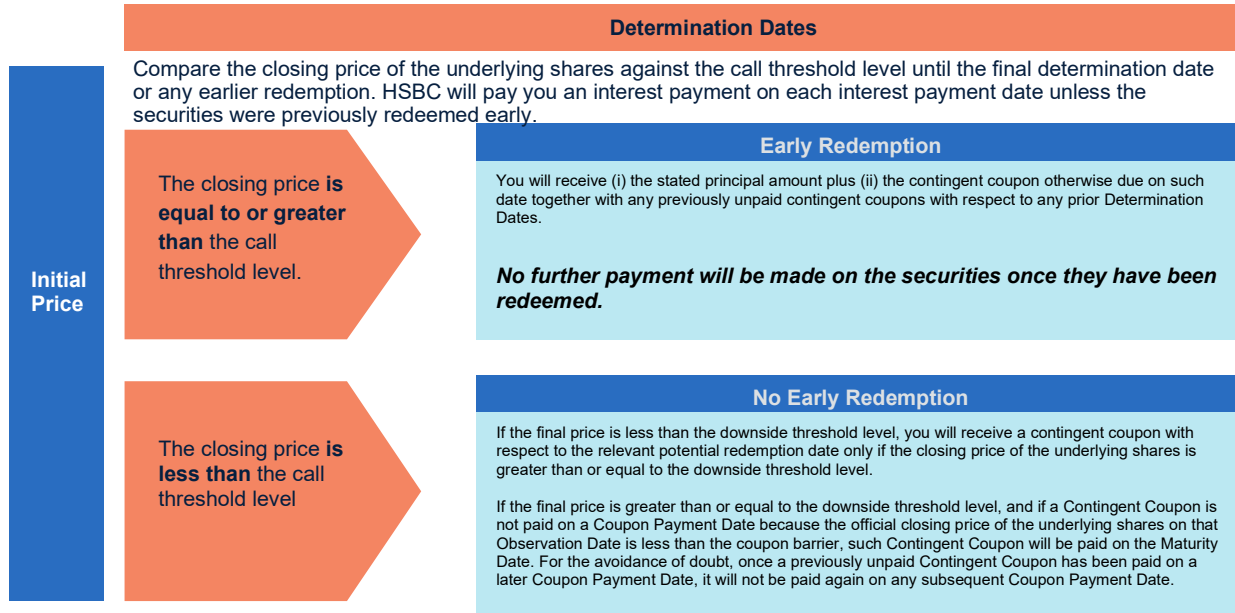 Determination Dates
Compare the closing price of the underlying shares against the call threshold level until the final determination date
or any earlier redemption. HSBC will pay you an interest payment on each interest payment date unless the
securities were previously redeemed early.
Initial
Price
The closing price is
equal to or greater
than the call
threshold level.
Early Redemption
You will receive (i) the stated principal amount plus (ii) the contingent coupon otherwise due on such
date together with any previously unpaid contingent coupons with respect to any prior Determination
Dates.
No further payment will be made on the securities once they have been
redeemed.
The closing price is
less than the call
threshold level
No Early Redemption
If the final price is less than the downside threshold level, you will receive a contingent coupon with
respect to the relevant potential redemption date only if the closing price of the underlying shares is
greater than or equal to the downside threshold level.
If the final price is greater than or equal to the downside threshold level, and if a Contingent Coupon is
not paid on a Coupon Payment Date because the official closing price of the underlying shares on that
Observation Date is less than the coupon barrier, such Contingent Coupon will be paid on the Maturity
Date. For the avoidance of doubt, once a previously unpaid Contingent Coupon has been paid on a
later Coupon Payment Date, it will not be paid again on any subsequent Coupon Payment Date.